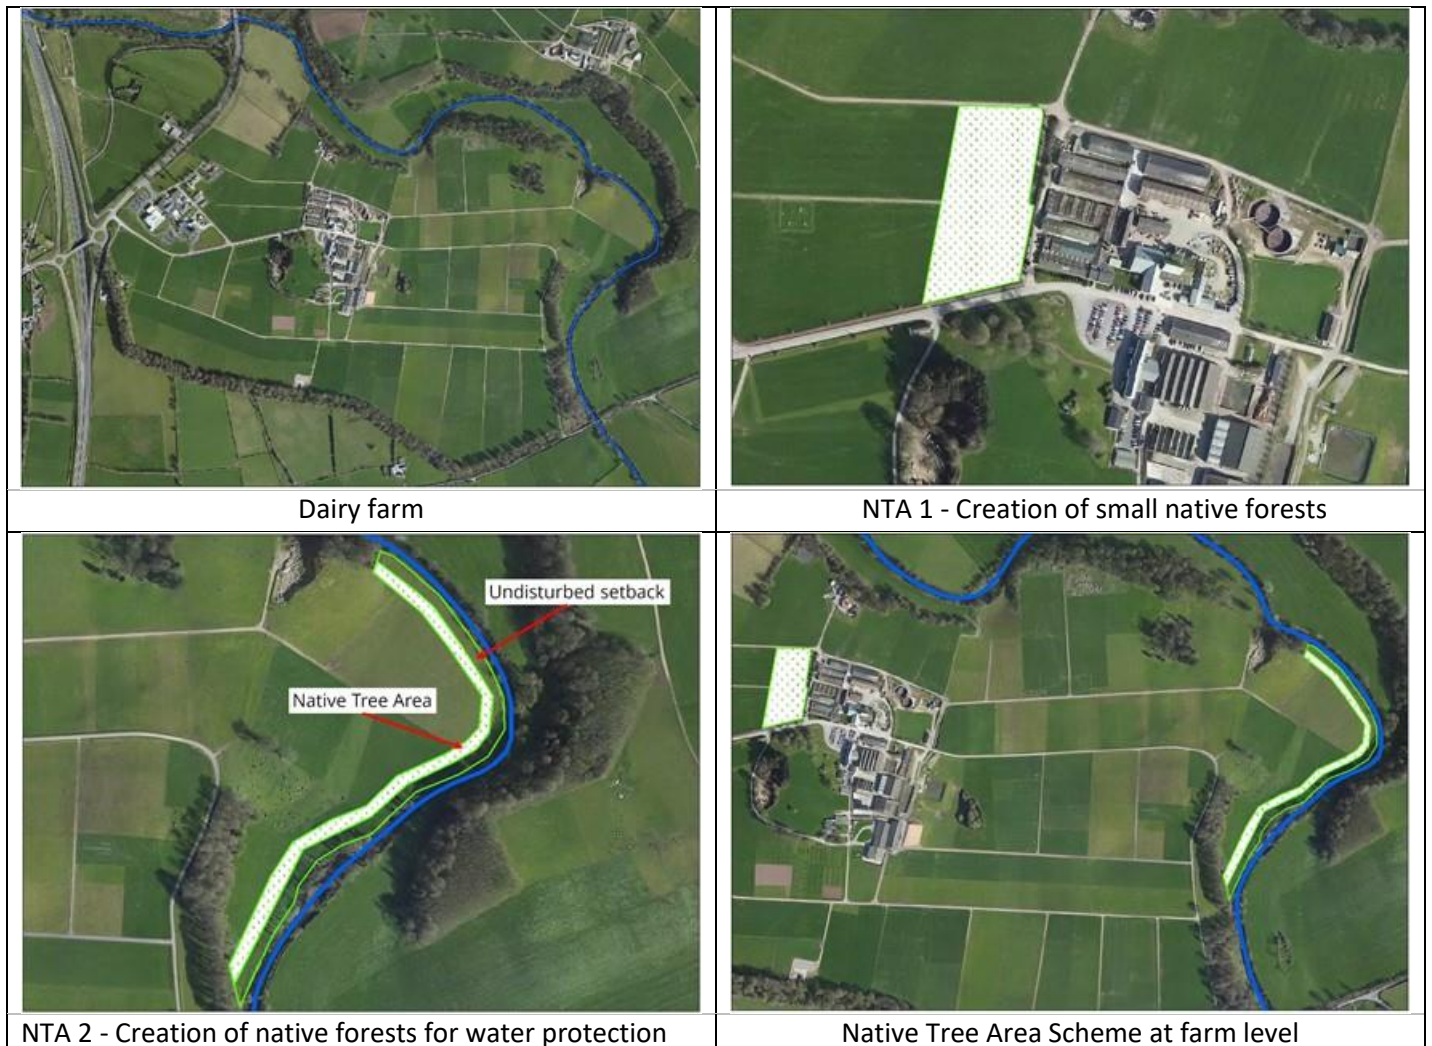 Dairy farm
NTA 1 - Creation of small native forests
Undisturbed setback
Native Tree Area
NTA 2 - Creation of native forests for water protection
Native Tree Area Scheme at farm level